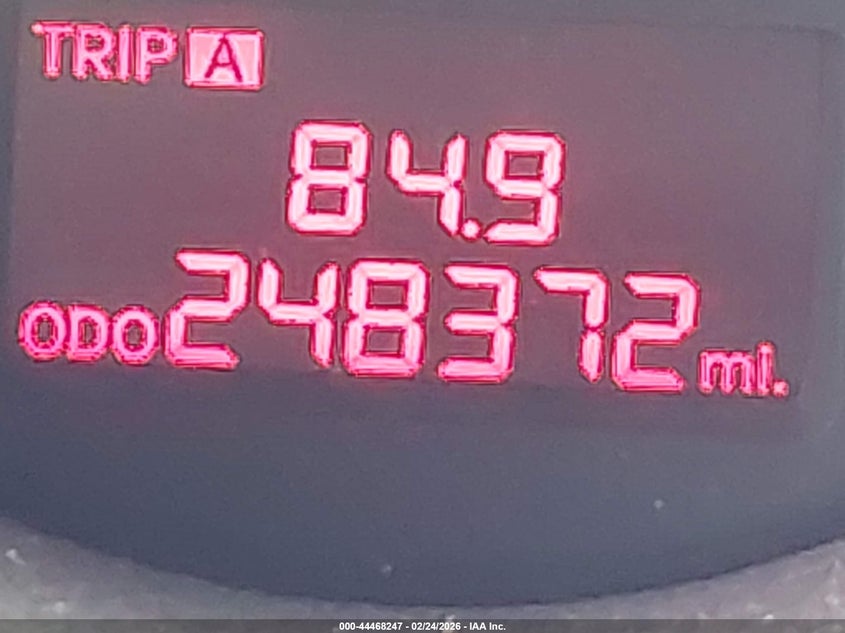 TRIP A
84.9
ODO 248372 mi.
000-44468247 - 02/24/2026 - IAA Inc.